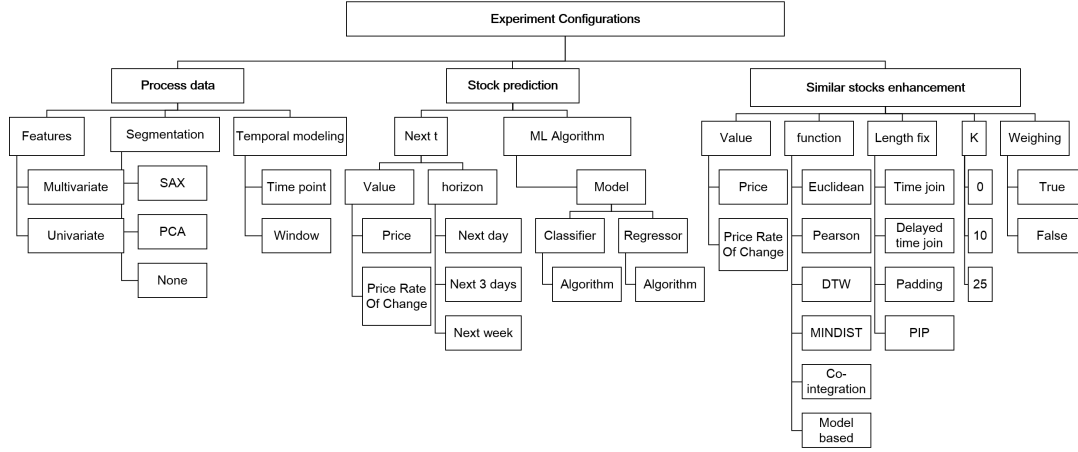 Experiment Configurations
Process data
Stock prediction
Similar stocks enhancement
Features
Segmentation
Temporal modeling
Next t
ML Algorithm
Value
function
Length fix
K
Weighing
Multivariate
SAX
Time point
Value
horizon
Model
Price
Euclidean
Time join
0
True
Univariate
PCA
Window
Price
Next day
Classifier
Regressor
Price Rate
Of Change
Pearson
Delayed
time join
10
False
None
Price Rate
Of Change
Next 3 days
Algorithm
Algorithm
DTW
Padding
25
Next week
MINDIST
PIP
Co-
integration
Model
based